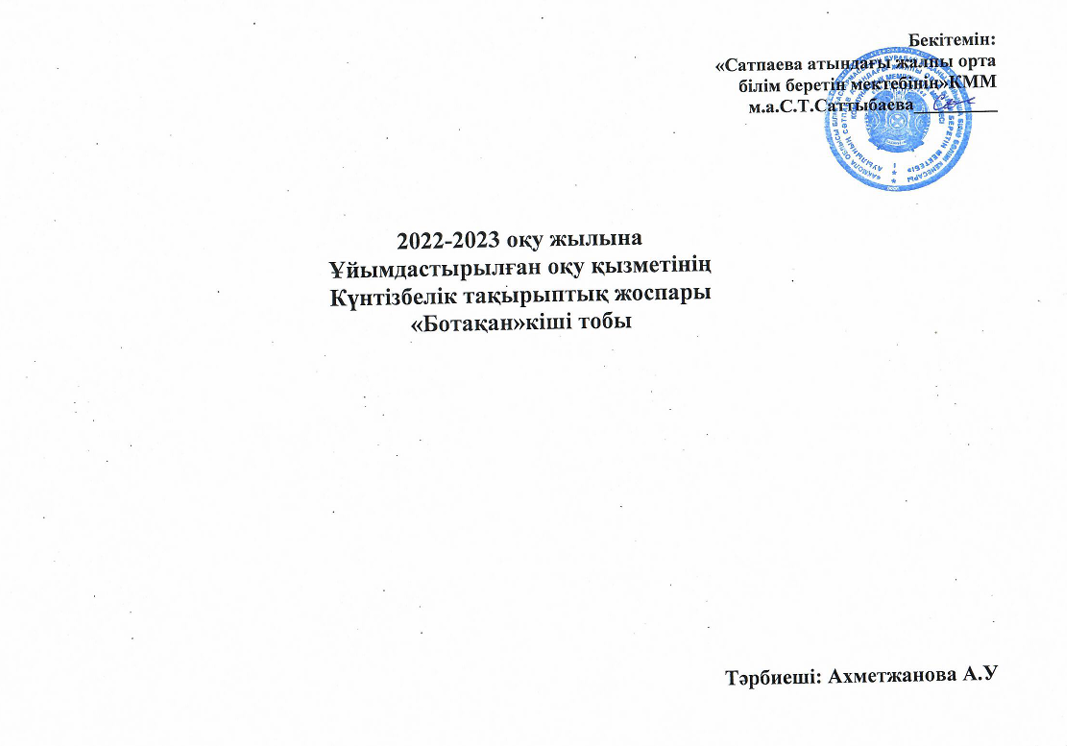 Бекітемін:
«Сатпаева атындағы жалпы орта
білім беретін мектебінің»КММ
м.а.С.Т.Саттыбаева
2022-2023 оқу жылына
Ұйымдастырылған оқу қызметінің
Күнтізбелік тақырыптық жоспары
«Ботақан»кіші тобы
Тәрбиеші: Ахметжанова А.У